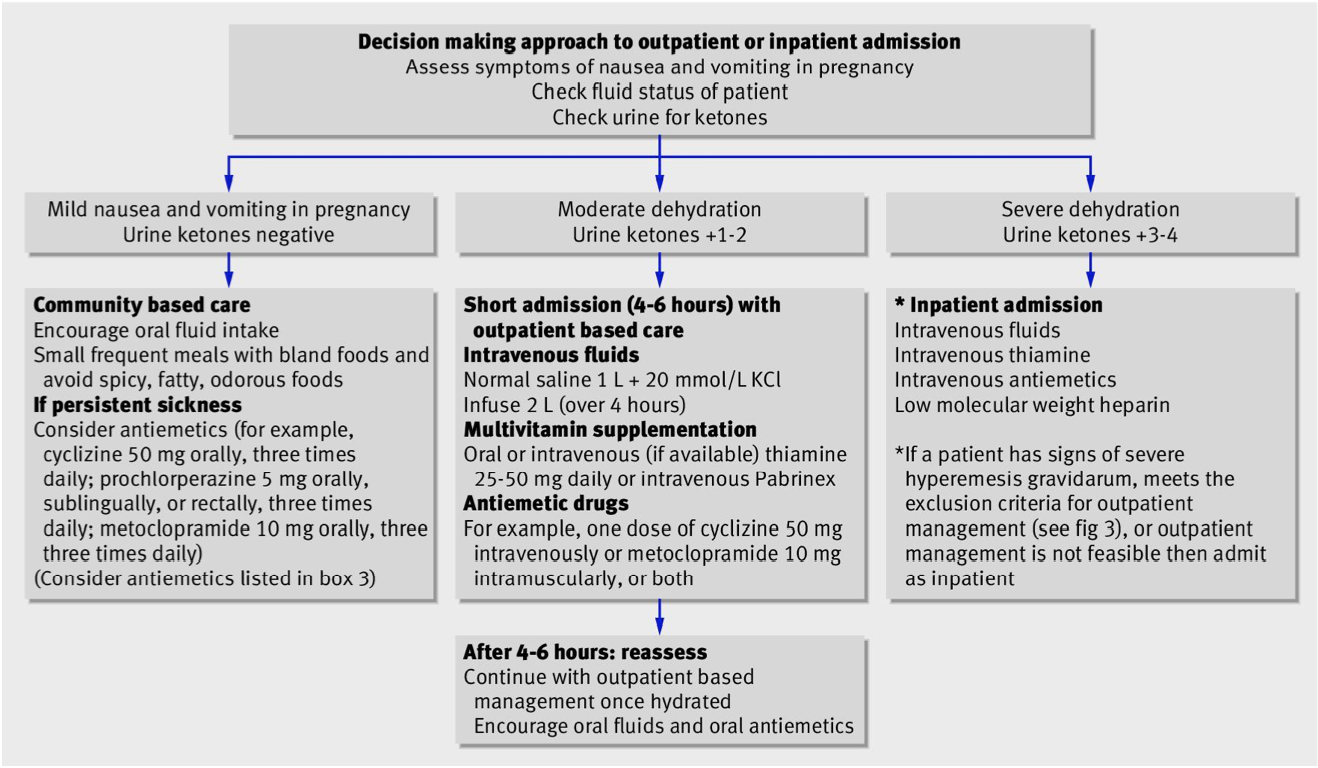 Decision making approach to outpatient or inpatient admission
Assess symptoms of nausea and vomiting in pregnancy
Check fluid status of patient
Check urine for ketones
Mild nausea and vomiting in pregnancy
Urine ketones negative
Moderate dehydration
Urine ketones +1-2
Severe dehydration
Urine ketones +3-4
Community based care
Encourage oral fluid intake
Small frequent meals with bland foods and
avoid spicy, fatty, odorous foods
If persistent sickness
Consider antiemetics (for example,
cyclizine 50 mg orally, three times
daily; prochlorperazine 5 mg orally,
sublingually, or rectally, three times
daily; metoclopramide 10 mg orally, three
three times daily)
(Consider antiemetics listed in box 3)
Short admission (4-6 hours) with
outpatient based care
Intravenous fluids
Normal saline 1 L + 20 mmol/L KCl
Infuse 2 L (over 4 hours)
Multivitamin supplementation
Oral or intravenous (if available) thiamine
25-50 mg daily or intravenous Pabrinex
Antiemetic drugs
For example, one dose of cyclizine 50 mg
intravenously or metoclopramide 10 mg
intramuscularly, or both
* Inpatient admission
Intravenous fluids
Intravenous thiamine
Intravenous antiemetics
Low molecular weight heparin
*If a patient has signs of severe
hyperemesis gravidarum, meets the
exclusion criteria for outpatient
management (see fig 3), or outpatient
management is not feasible then admit
as inpatient
After 4-6 hours: reassess
Continue with outpatient based
management once hydrated
Encourage oral fluids and oral antiemetics